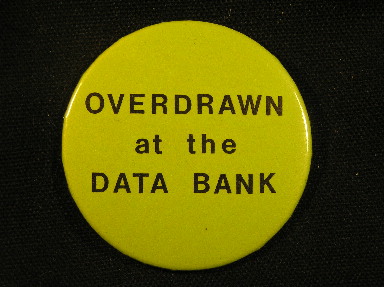 OVERDRAWN
at the
DATA BANK